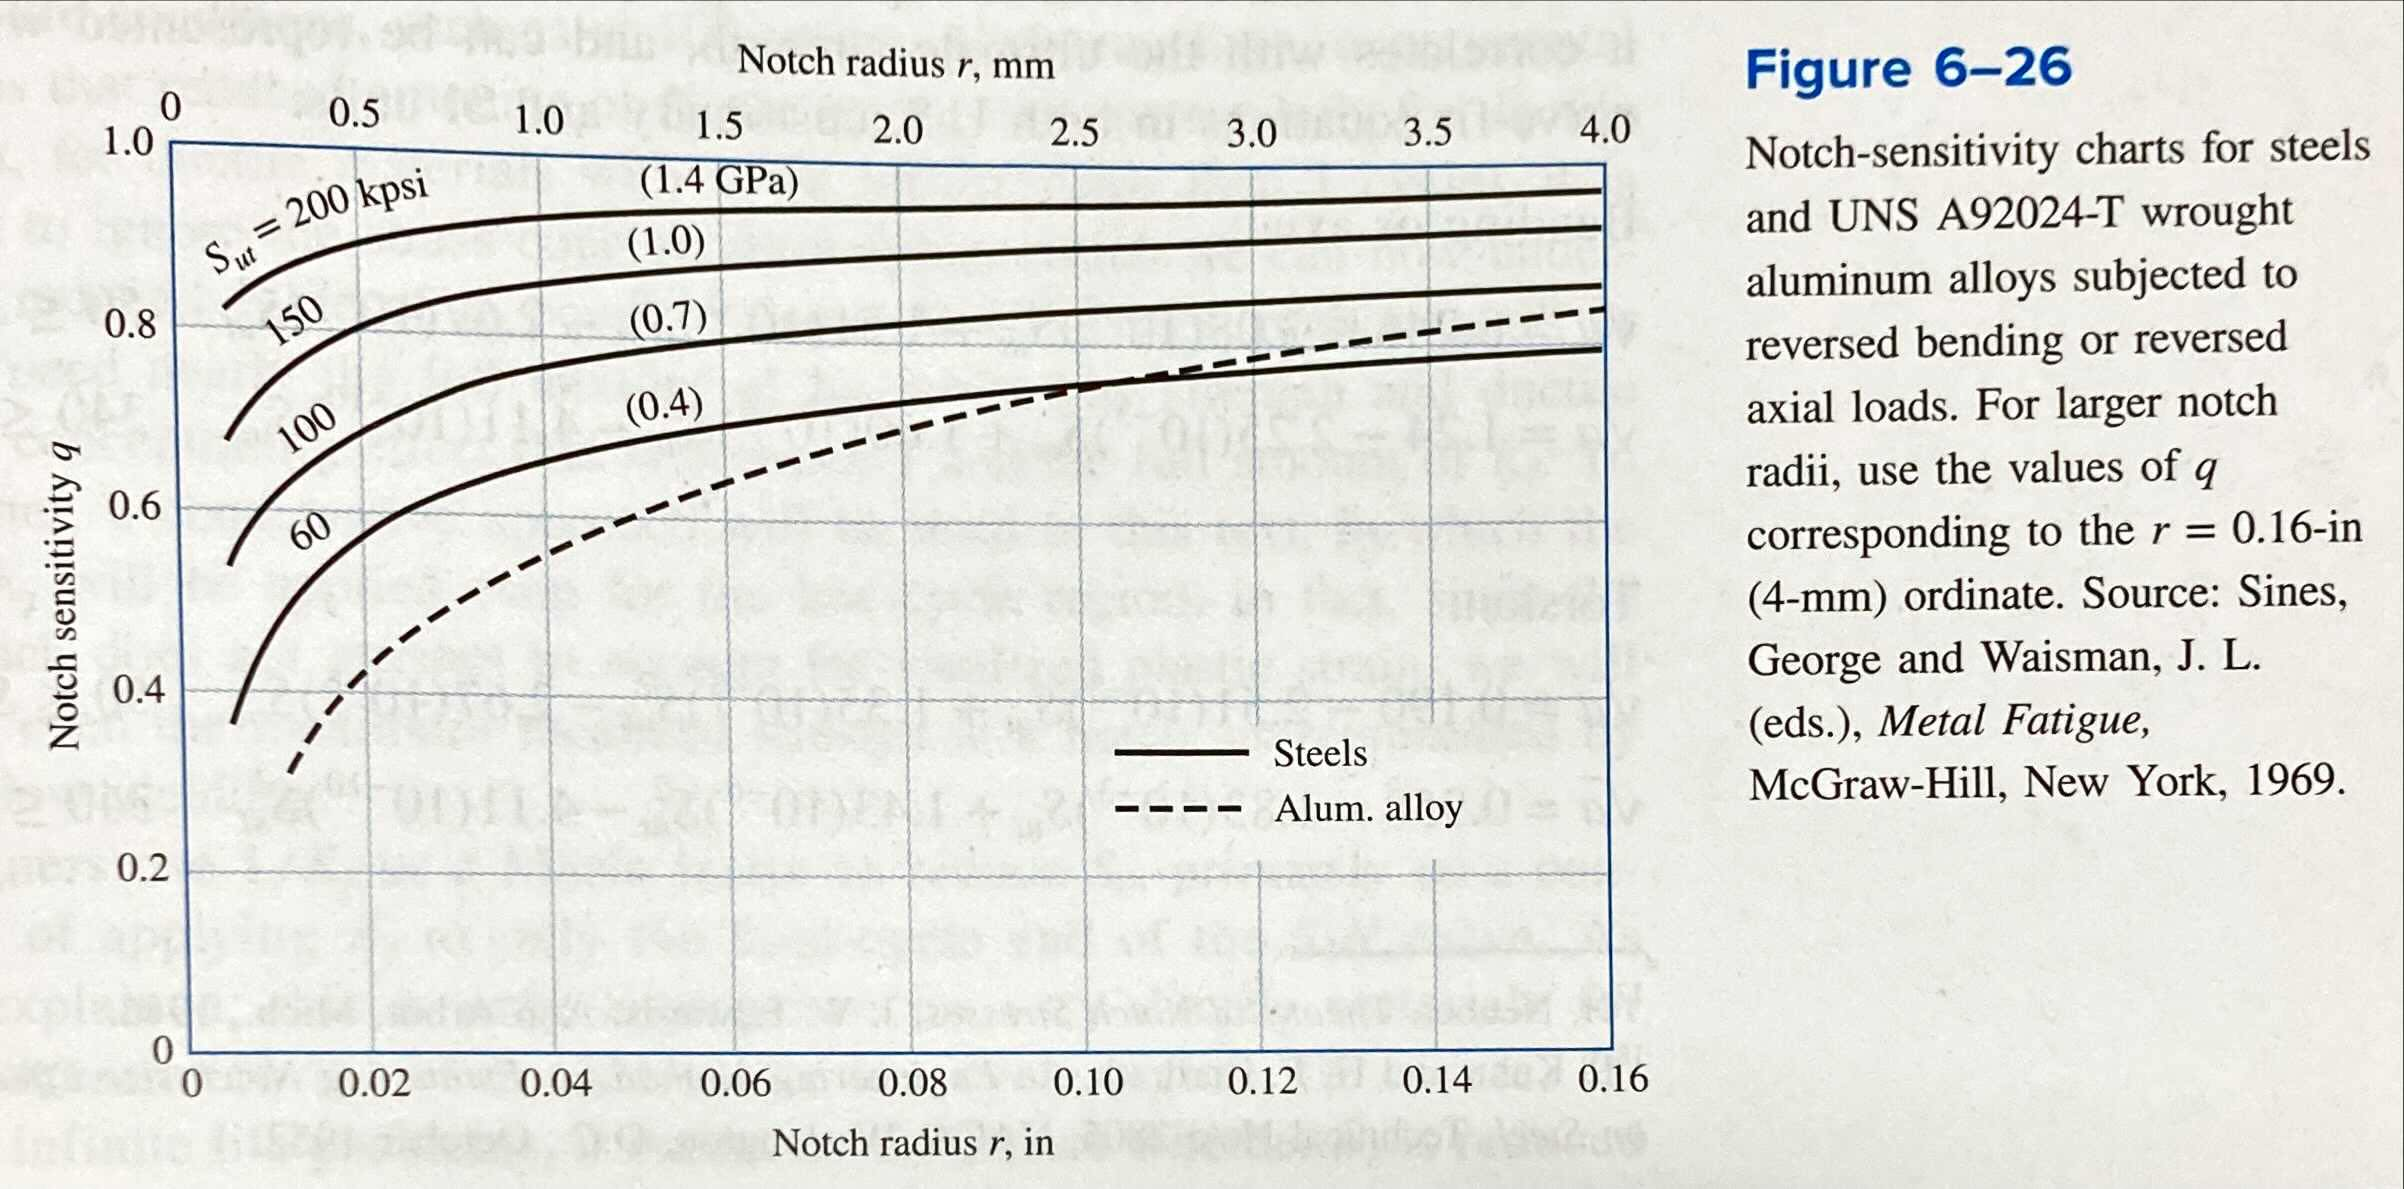 Notch radius r, mm
0 0.5 1.0 1.5 2.0 2.5 3.0 3.5 4.0
1.0
0.8
0.6
0.4
0.2
0
Notch sensitivity q
Sut = 200 kpsi
(1.4 GPa)
150
(1.0)
100
(0.7)
60
(0.4)
Steels
Alum. alloy
0 0.02 0.04 0.06 0.08 0.10 0.12 0.14 0.16
Notch radius r, in
Figure 6–26
Notch-sensitivity charts for steels
and UNS A92024-T wrought
aluminum alloys subjected to
reversed bending or reversed
axial loads. For larger notch
radii, use the values of q
corresponding to the r = 0.16-in
(4-mm) ordinate. Source: Sines,
George and Waisman, J. L.
(eds.), Metal Fatigue,
McGraw-Hill, New York, 1969.